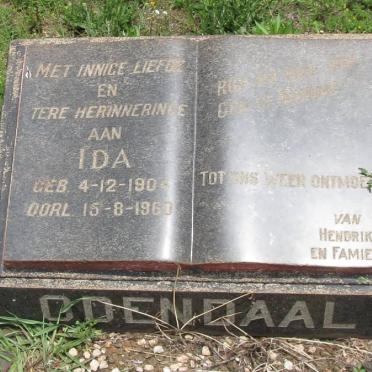 MET INNIGE LIEFDE
EN
TERE HERINNERINGE
AAN
IDA
GEB. 4-12-1904
OORL. 15-8-1960
TOT ONS WEER ONTMOET
VAN
HENDRIK
EN FAMIE
ODENDAAL